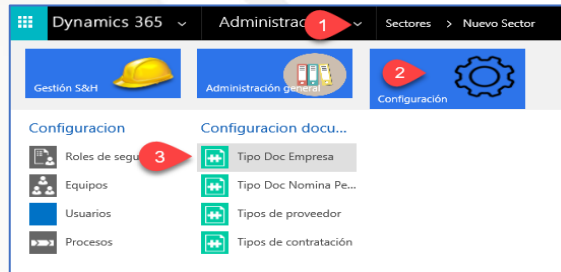 Dynamics 365 Administrac 1 Sectores > Nuevo Sector
Gestión S&H Administración general 2 Configuración
Configuracion Configuracion docu...
Roles de segu 3 Tipo Doc Empresa
Equipos Tipo Doc Nomina Pe...
Usuarios Tipos de proveedor
Procesos Tipos de contratación